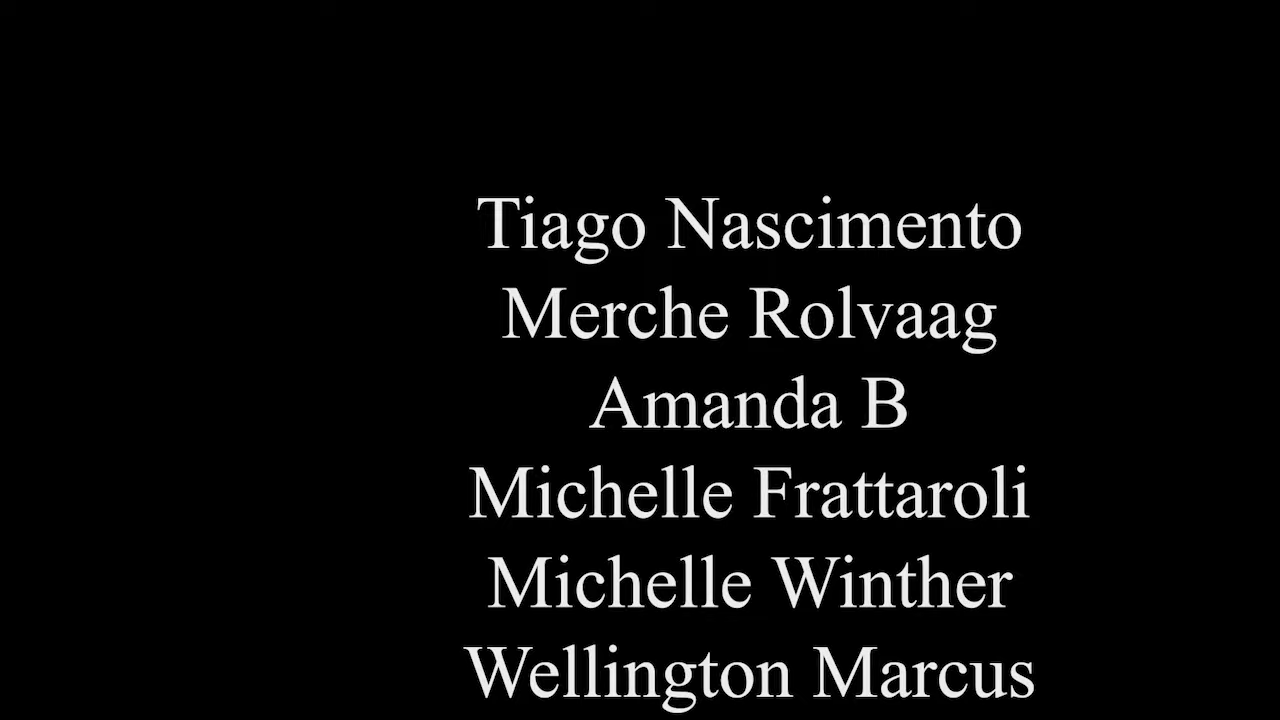 Tiago Nascimento
Merche Rolvaag
Amanda B
Michelle Frattaroli
Michelle Winther
Wellington Marcus